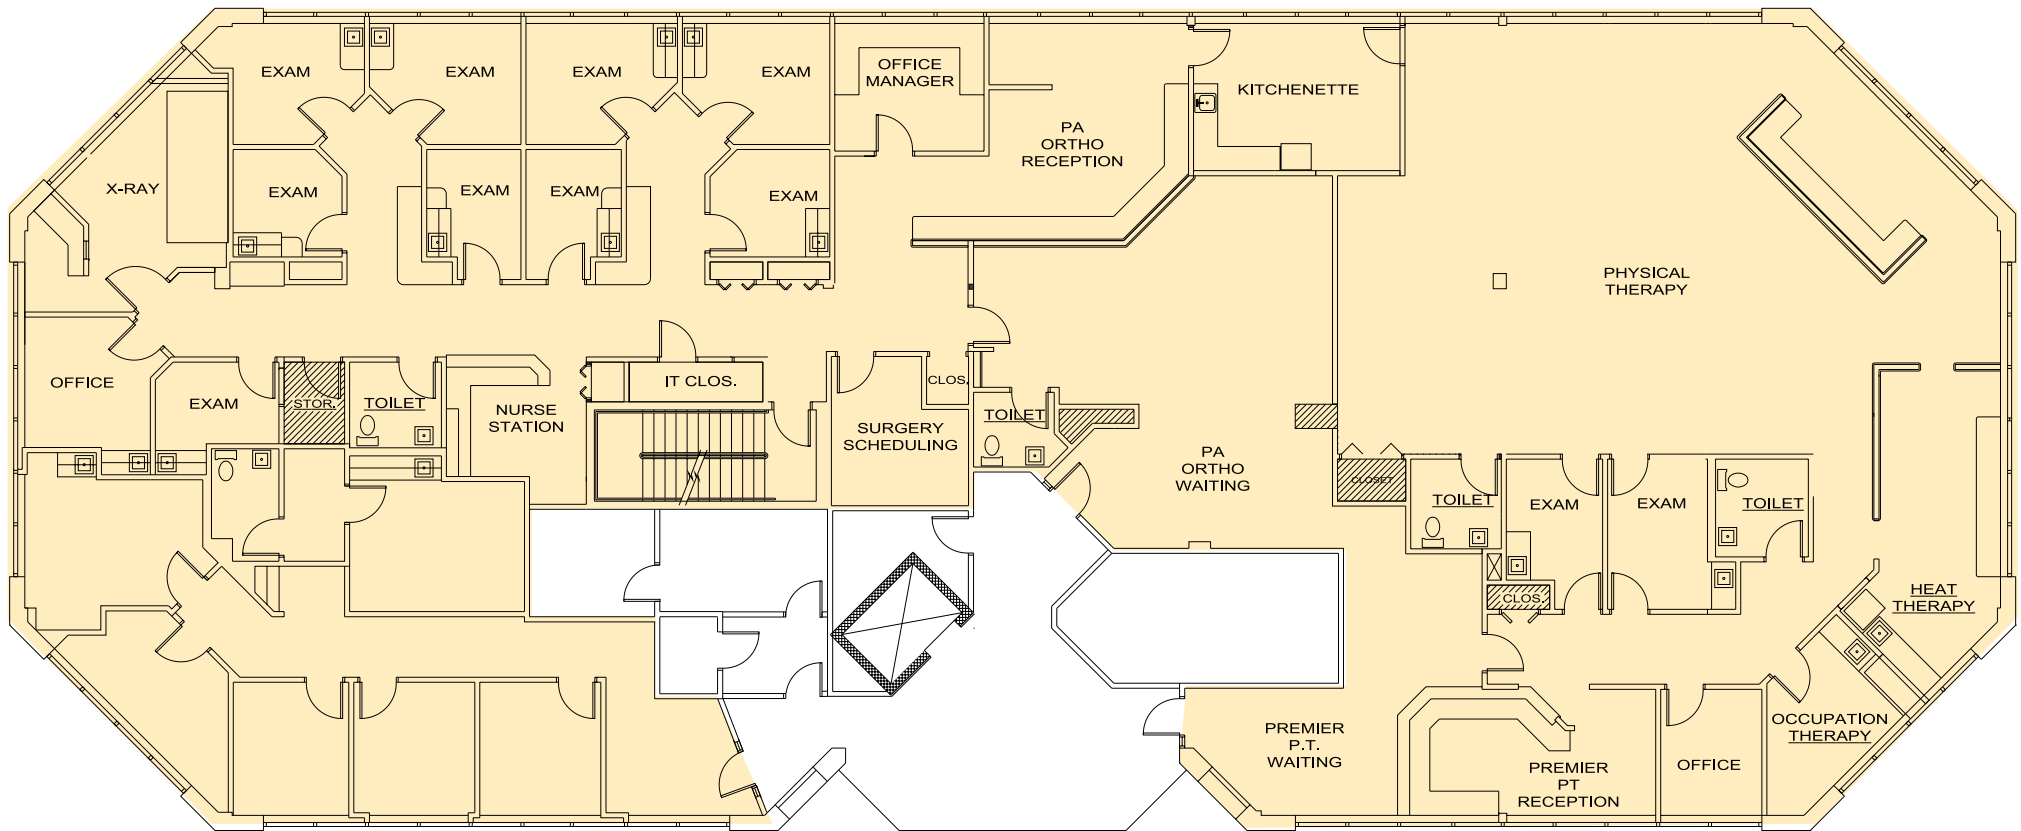 EXAM
EXAM
EXAM
EXAM
OFFICE
MANAGER
KITCHENETTE
PA
ORTHO
RECEPTION
X-RAY
EXAM
EXAM
EXAM
EXAM
PHYSICAL
THERAPY
OFFICE
EXAM
STOR.
TOILET
NURSE
STATION
IT CLOS.
CLOS.
SURGERY
SCHEDULING
TOILET
PA
ORTHO
WAITING
CLOSET
TOILET
EXAM
EXAM
TOILET
CLOS.
HEAT
THERAPY
PREMIER
P.T.
WAITING
PREMIER
PT
RECEPTION
OFFICE
OCCUPATION
THERAPY